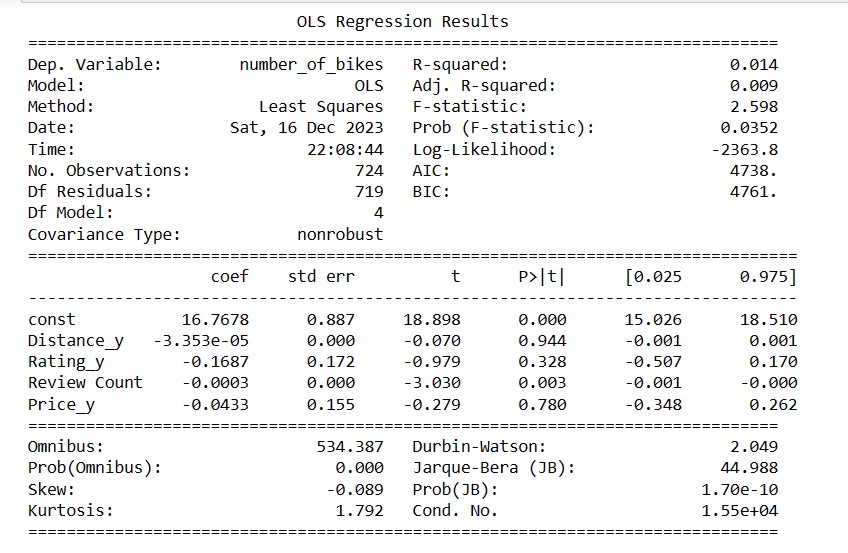 OLS Regression Results
==============================================================================
Dep. Variable: number_of_bikes R-squared: 0.014
Model: OLS Adj. R-squared: 0.009
Method: Least Squares F-statistic: 2.598
Date: Sat, 16 Dec 2023 Prob (F-statistic): 0.0352
Time: 22:08:44 Log-Likelihood: -2363.8
No. Observations: 724 AIC: 4738.
Df Residuals: 719 BIC: 4761.
Df Model: 4
Covariance Type: nonrobust
================================================================================
coef std err t P>|t| [0.025 0.975]
--------------------------------------------------------------------------------
const 16.7678 0.887 18.898 0.000 15.026 18.510
Distance_y -3.353e-05 0.000 -0.070 0.944 -0.001 0.001
Rating_y -0.1687 0.172 -0.979 0.328 -0.507 0.170
Review Count -0.0003 0.000 -3.030 0.003 -0.001 -0.000
Price_y -0.0433 0.155 -0.279 0.780 -0.348 0.262
==============================================================================
Omnibus: 534.387 Durbin-Watson: 2.049
Prob(Omnibus): 0.000 Jarque-Bera (JB): 44.988
Skew: -0.089 Prob(JB): 1.70e-10
Kurtosis: 1.792 Cond. No. 1.55e+04
==============================================================================